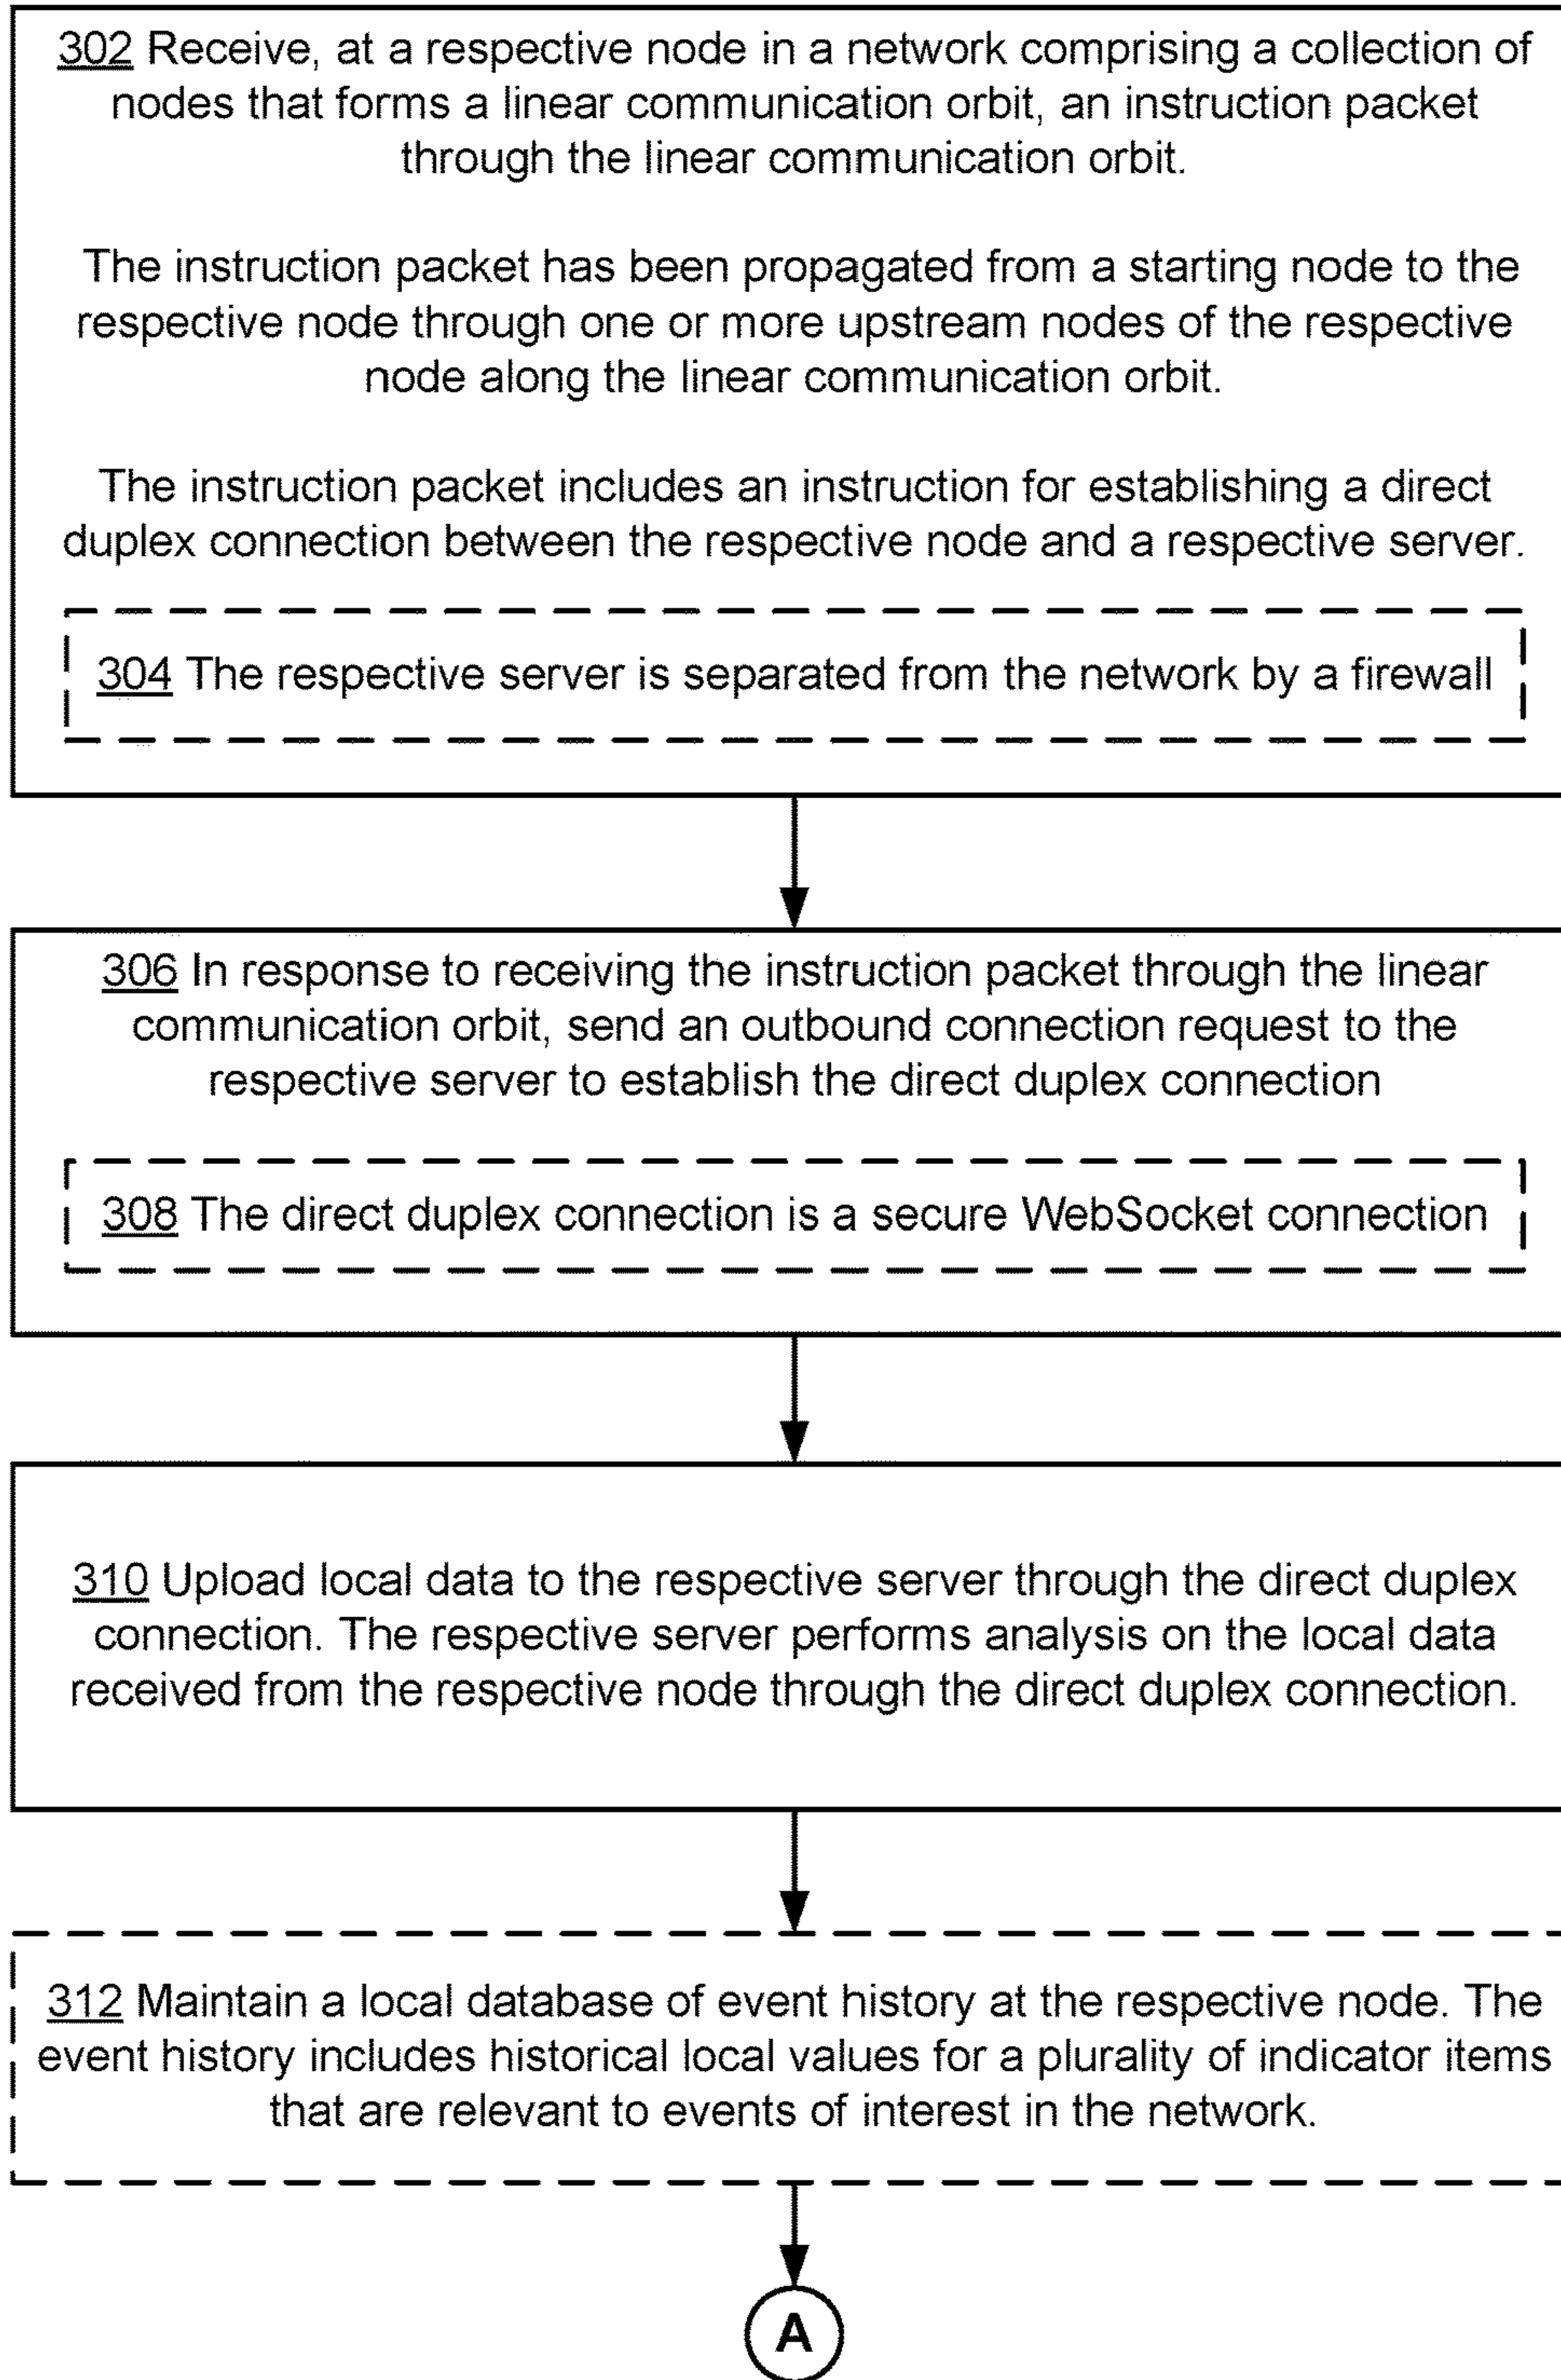 302 Receive, at a respective node in a network comprising a collection of
nodes that forms a linear communication orbit, an instruction packet
through the linear communication orbit.
The instruction packet has been propagated from a starting node to the
respective node through one or more upstream nodes of the respective
node along the linear communication orbit.
The instruction packet includes an instruction for establishing a direct
duplex connection between the respective node and a respective server.
304 The respective server is separated from the network by a firewall
306 In response to receiving the instruction packet through the linear
communication orbit, send an outbound connection request to the
respective server to establish the direct duplex connection
308 The direct duplex connection is a secure WebSocket connection
310 Upload local data to the respective server through the direct duplex
connection. The respective server performs analysis on the local data
received from the respective node through the direct duplex connection.
312 Maintain a local database of event history at the respective node. The
event history includes historical local values for a plurality of indicator items
that are relevant to events of interest in the network.
A